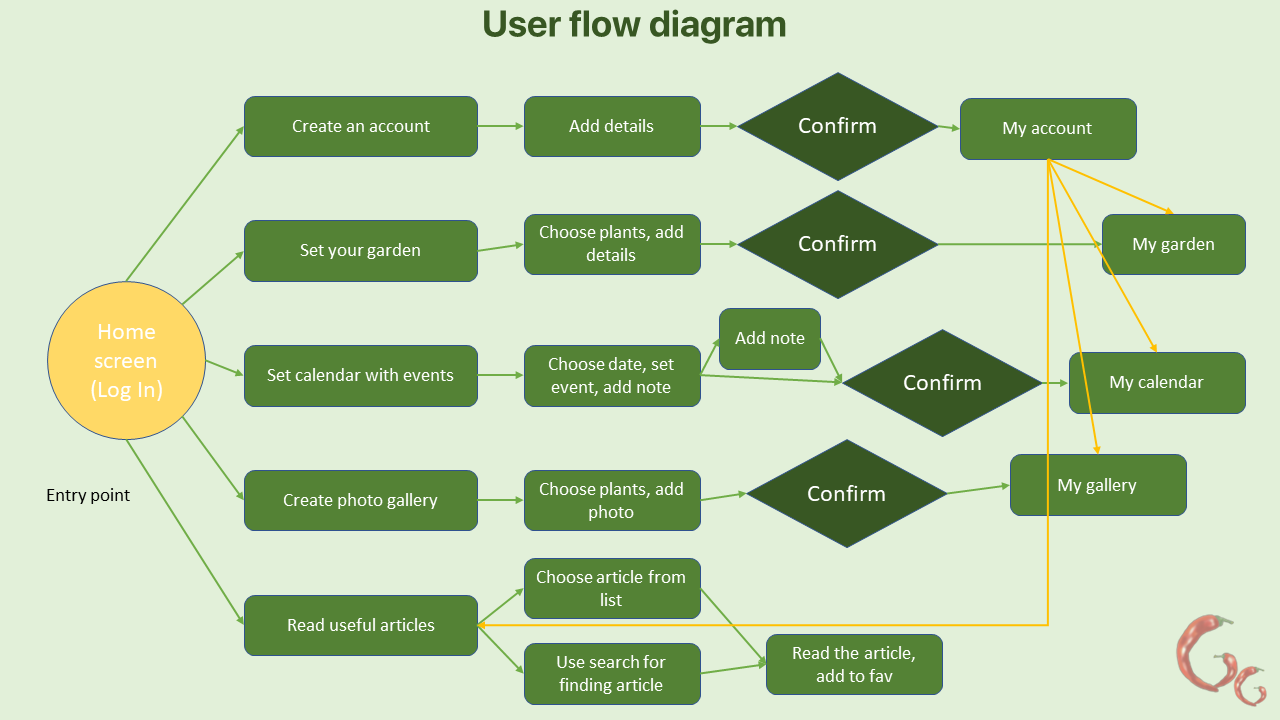 User flow diagram
Create an account
Add details
Confirm
My account
Set your garden
Choose plants, add
details
Confirm
My garden
Home
screen
(Log In)
Set calendar with events
Choose date, set
event, add note
Add note
Confirm
My calendar
Entry point
Create photo gallery
Choose plants, add
photo
Confirm
My gallery
Read useful articles
Choose article from
list
Use search for
finding article
Read the article,
add to fav